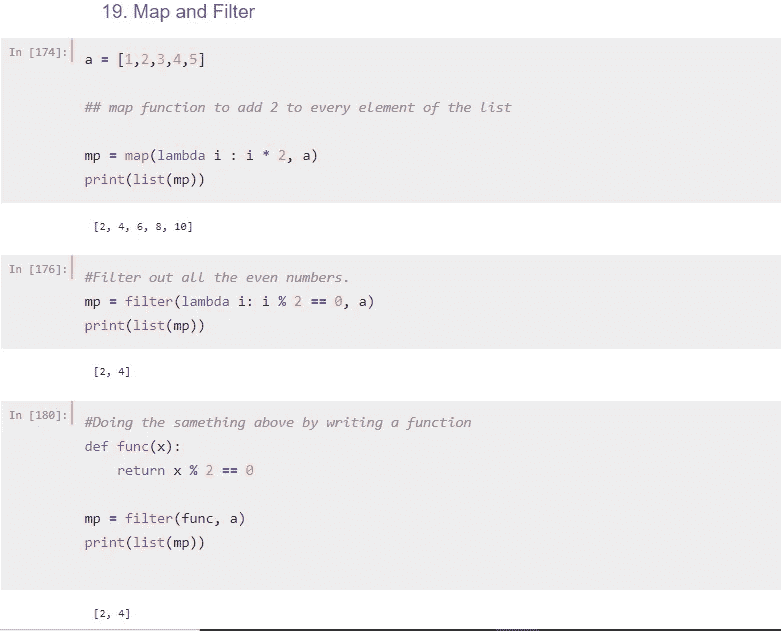 19. Map and Filter
In [174]:
a = [1,2,3,4,5]
## map function to add 2 to every element of the list
mp = map(lambda i : i * 2, a)
print(list(mp))
[2, 4, 6, 8, 10]
In [176]:
#Filter out all the even numbers.
mp = filter(lambda i: i % 2 == 0, a)
print(list(mp))
[2, 4]
In [180]:
#Doing the samething above by writing a function
def func(x):
    return x % 2 == 0
mp = filter(func, a)
print(list(mp))
[2, 4]